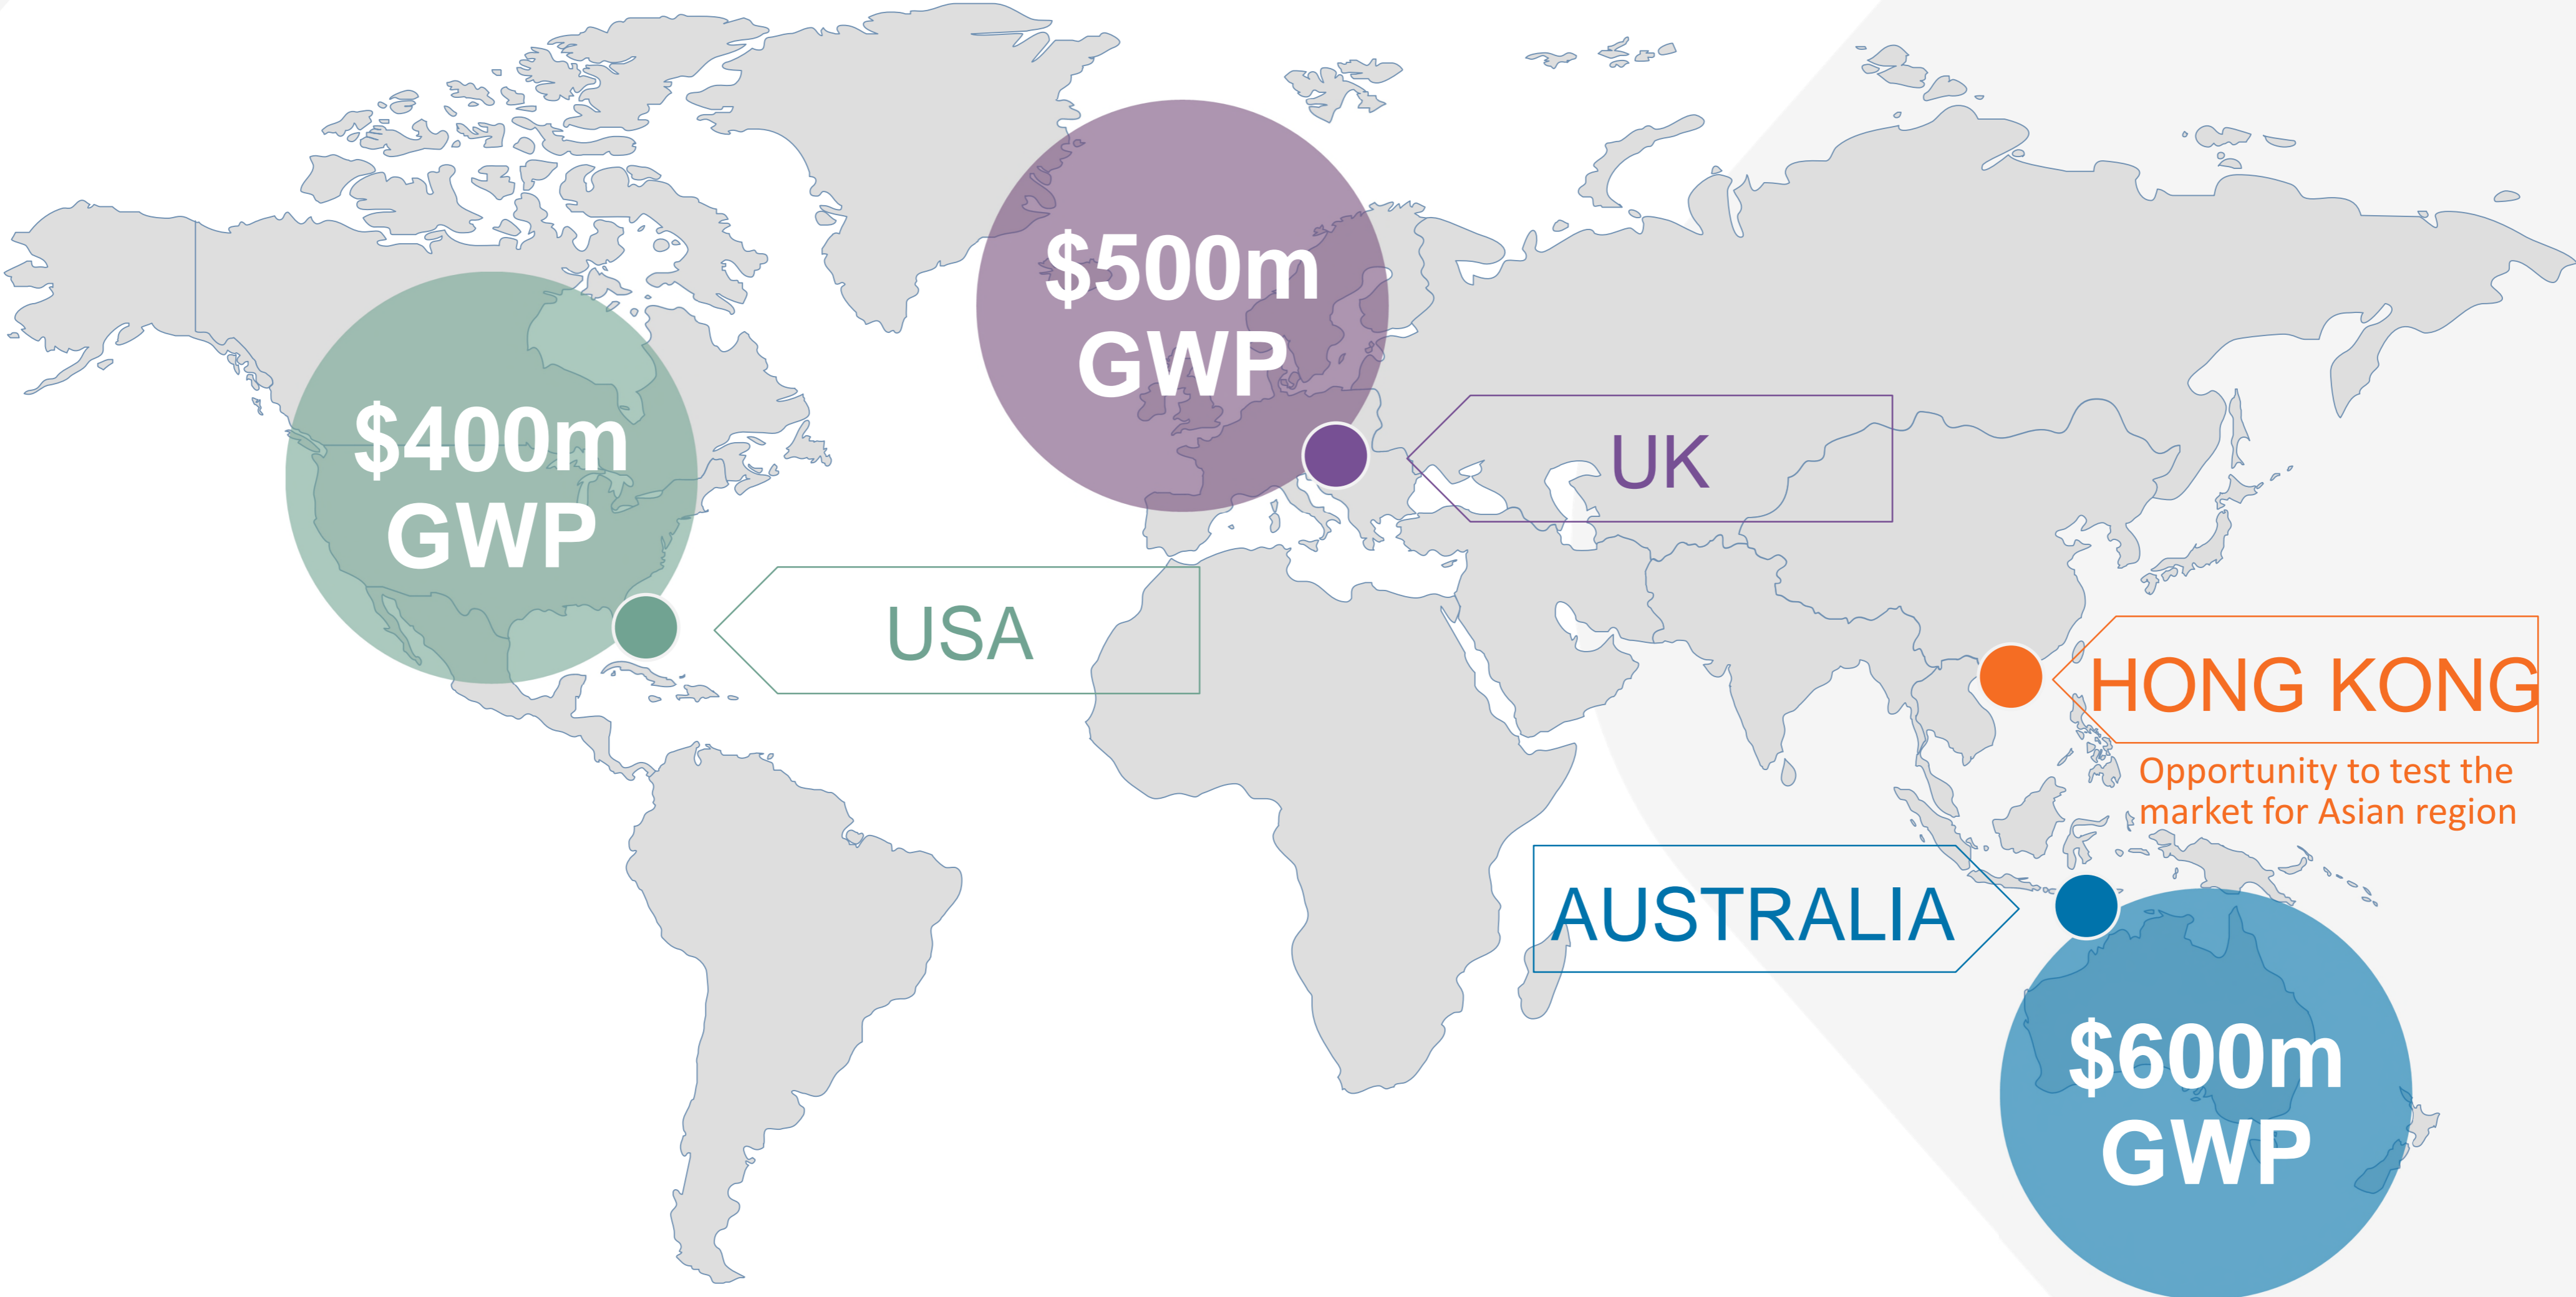 $500m
GWP
UK
$400m
GWP
USA
HONG KONG
Opportunity to test the
market for Asian region
AUSTRALIA
$600m
GWP